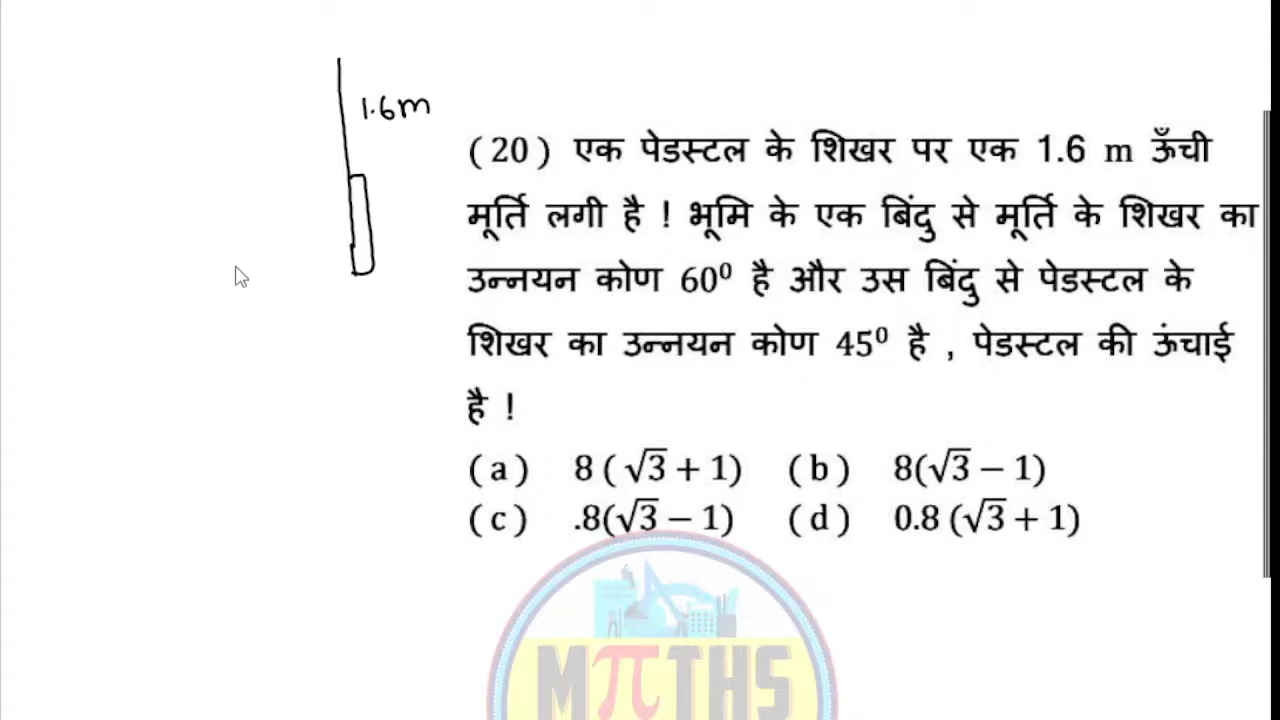 1.6m
(20) एक पेडस्टल के शिखर पर एक 1.6 m ऊँची
मूर्ति लगी है ! भूमि के एक बिंदु से मूर्ति के शिखर का
उन्नयन कोण 60⁰ है और उस बिंदु से पेडस्टल के
शिखर का उन्नयन कोण 45⁰ है , पेडस्टल की ऊंचाई
है !
(a) 8 (√3 + 1) (b) 8(√3 − 1)
(c) .8(√3 − 1) (d) 0.8 (√3 + 1)
MπTHS